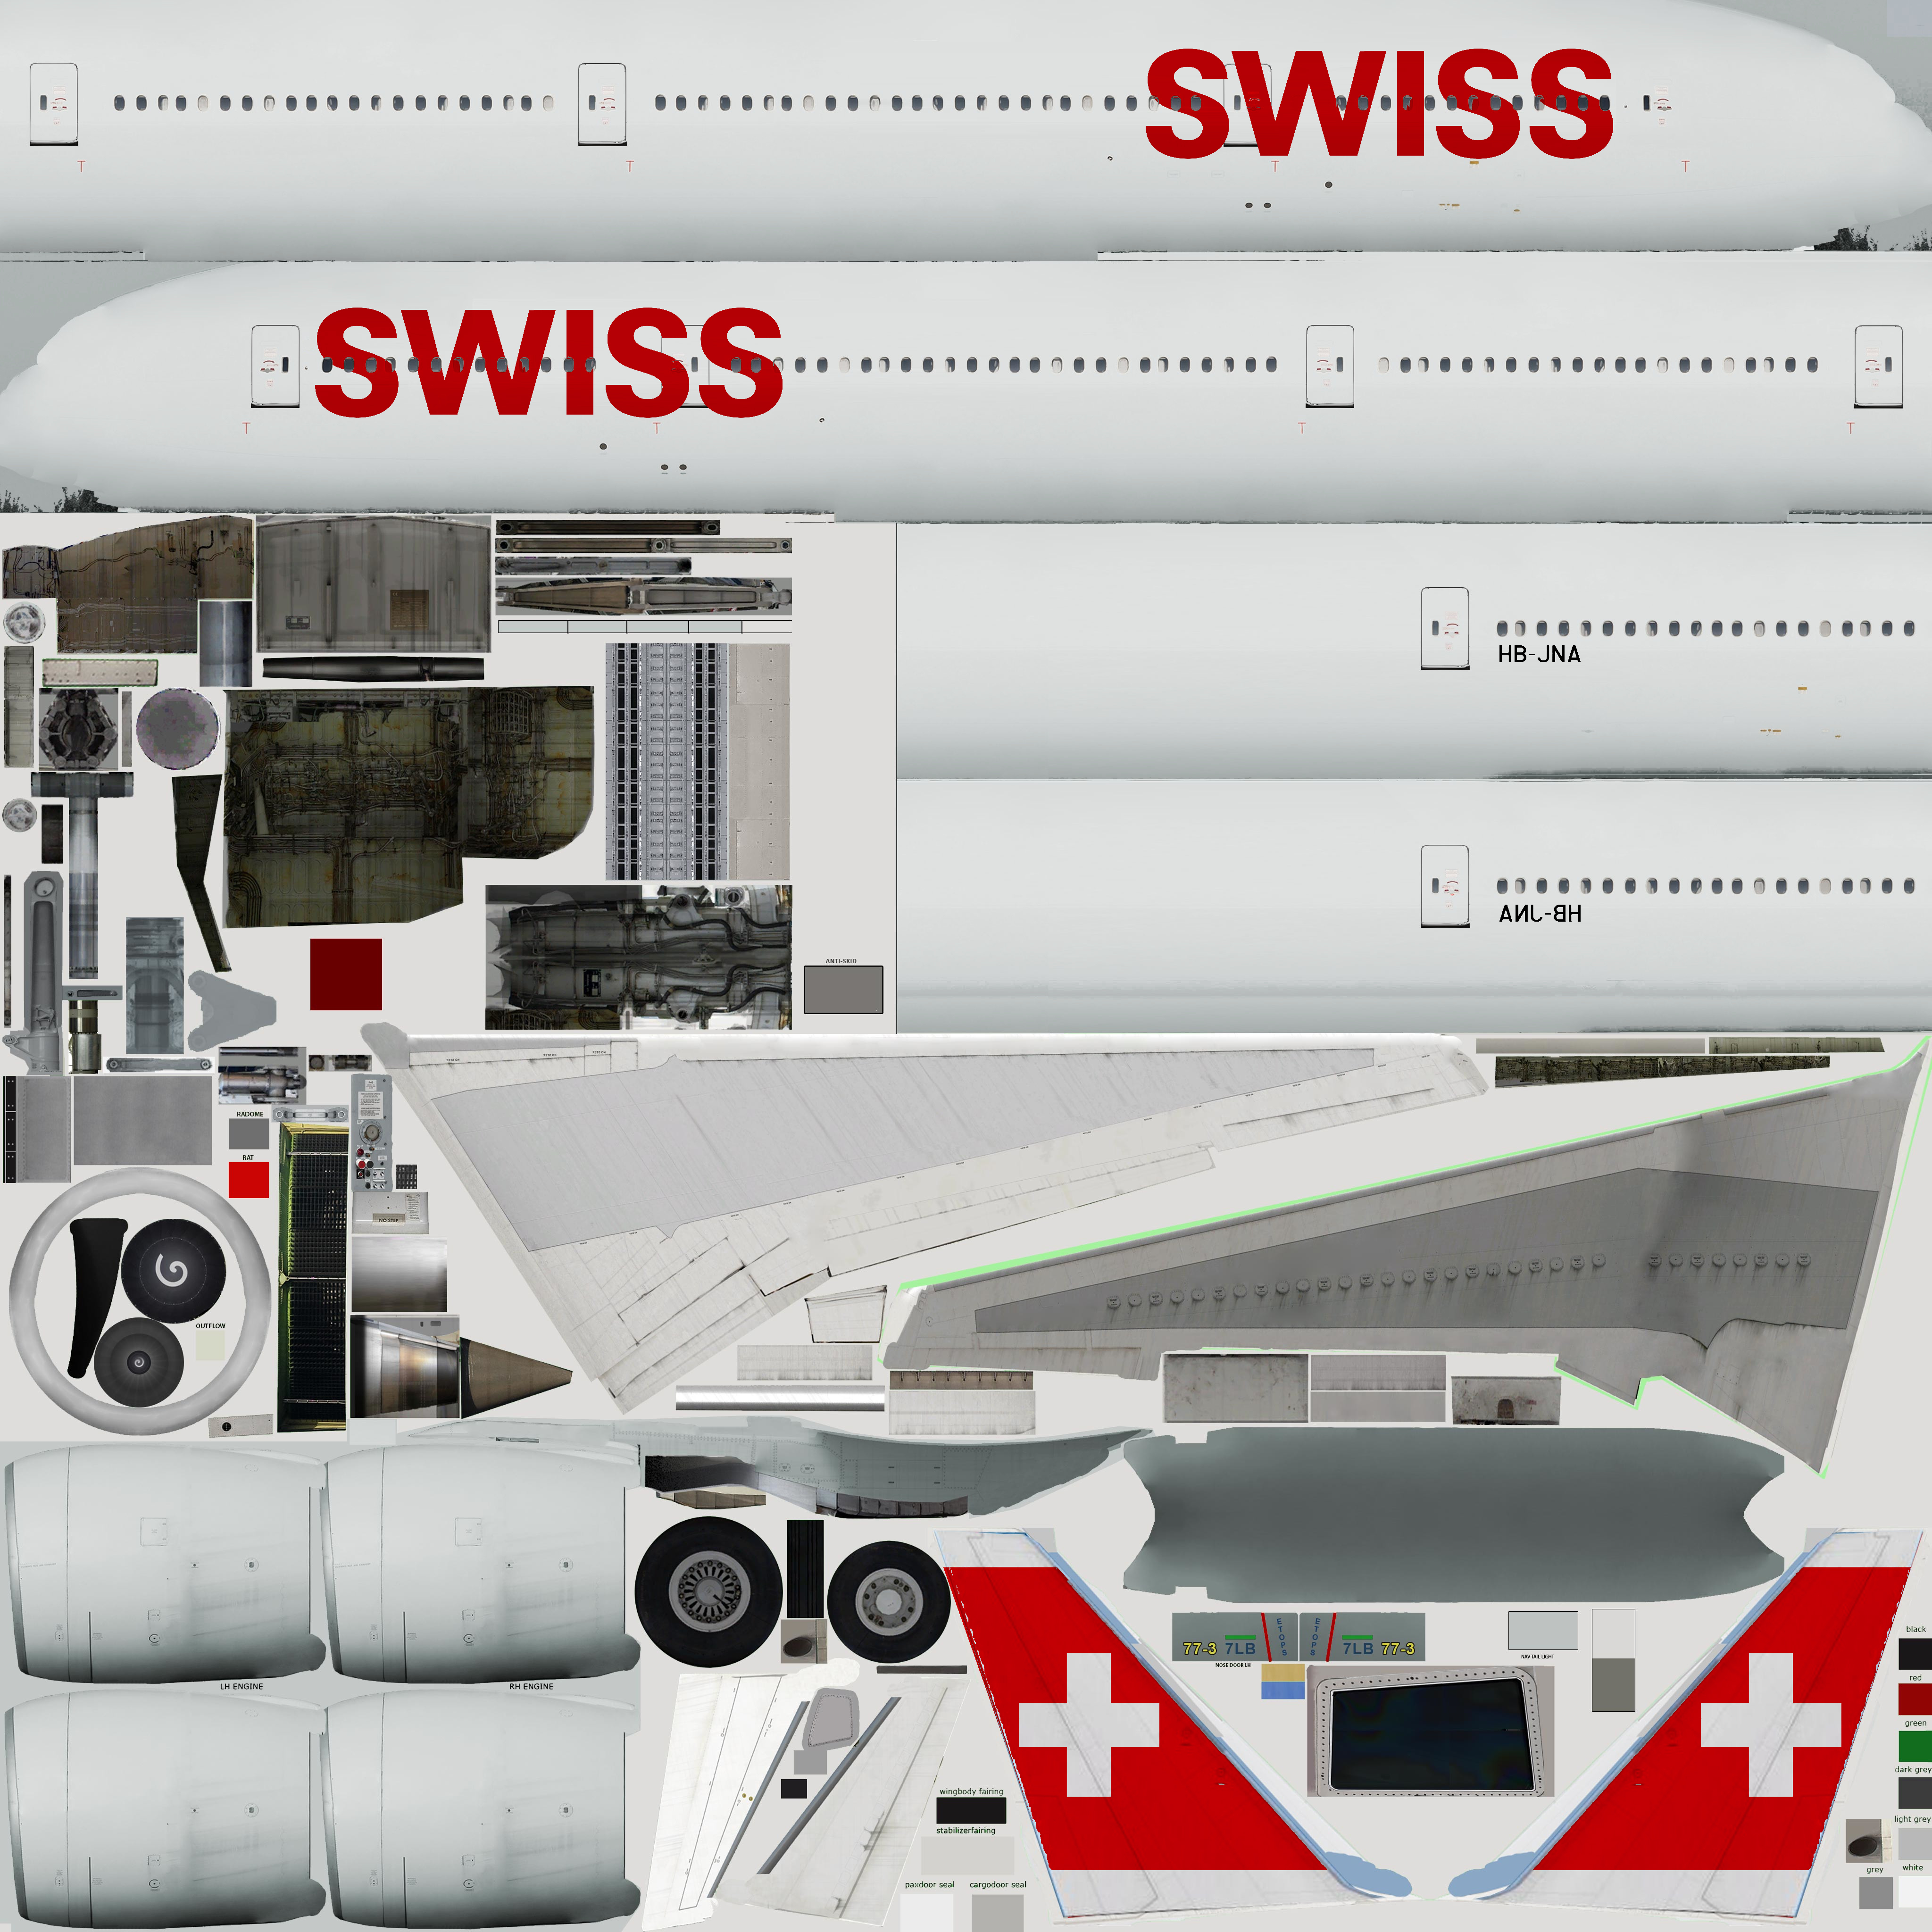 SWISS
T T T T
SWISS
T T T T
HB-JNA
HB-JNA
ANTI-SKID
RADOME
RAT
NO STEP
OUTFLOW
LH ENGINE
RH ENGINE
77-3 7LB ETOPS
ETOPS 7LB 77-3
NOSE DOOR LH
NAV TAIL LIGHT
black
red
green
dark grey
light grey
grey
white
wingbody fairing
stabilizerfairing
paxdoor seal
cargodoor seal